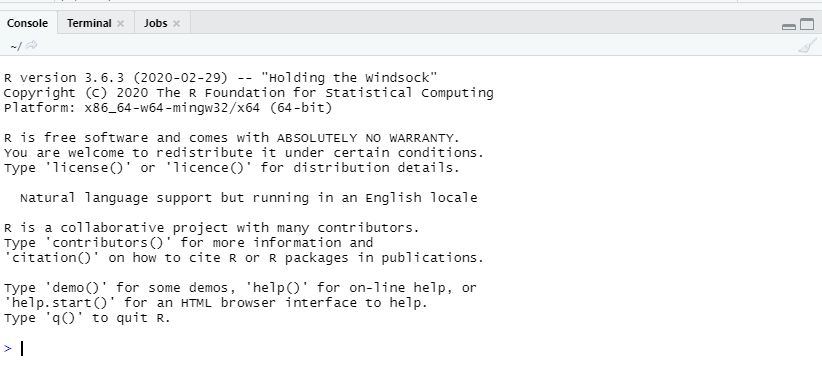 Console Terminal Jobs
~/
R version 3.6.3 (2020-02-29) -- "Holding the Windsock"
Copyright (C) 2020 The R Foundation for Statistical Computing
Platform: x86_64-w64-mingw32/x64 (64-bit)
R is free software and comes with ABSOLUTELY NO WARRANTY.
You are welcome to redistribute it under certain conditions.
Type 'license()' or 'licence()' for distribution details.
Natural language support but running in an English locale
R is a collaborative project with many contributors.
Type 'contributors()' for more information and
'citation()' on how to cite R or R packages in publications.
Type 'demo()' for some demos, 'help()' for on-line help, or
'help.start()' for an HTML browser interface to help.
Type 'q()' to quit R.
>